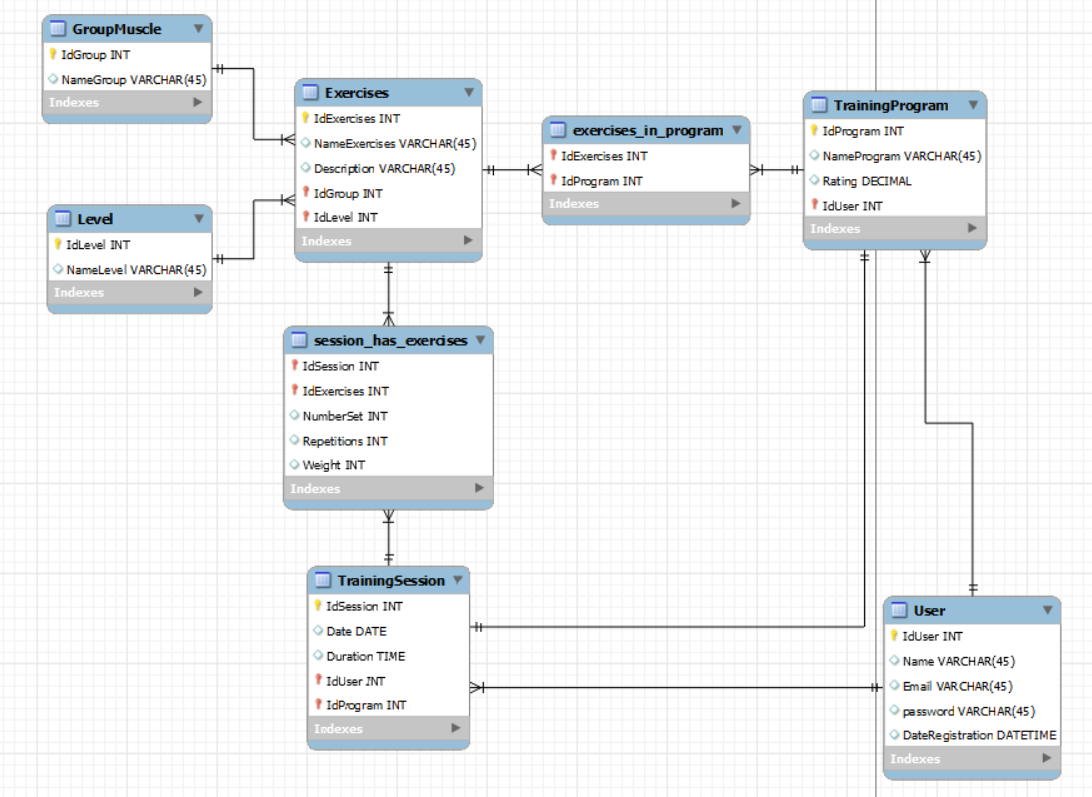 GroupMuscle
IdGroup INT
NameGroup VARCHAR(45)
Indexes
Level
IdLevel INT
NameLevel VARCHAR(45)
Indexes
Exercises
IdExercises INT
NameExercises VARCHAR(45)
Description VARCHAR(45)
IdGroup INT
IdLevel INT
Indexes
exercises_in_program
IdExercises INT
IdProgram INT
Indexes
TrainingProgram
IdProgram INT
NameProgram VARCHAR(45)
Rating DECIMAL
IdUser INT
Indexes
session_has_exercises
IdSession INT
IdExercises INT
NumberSet INT
Repetitions INT
Weight INT
Indexes
TrainingSession
IdSession INT
Date DATE
Duration TIME
IdUser INT
IdProgram INT
Indexes
User
IdUser INT
Name VARCHAR(45)
Email VARCHAR(45)
password VARCHAR(45)
DateRegistration DATETIME
Indexes